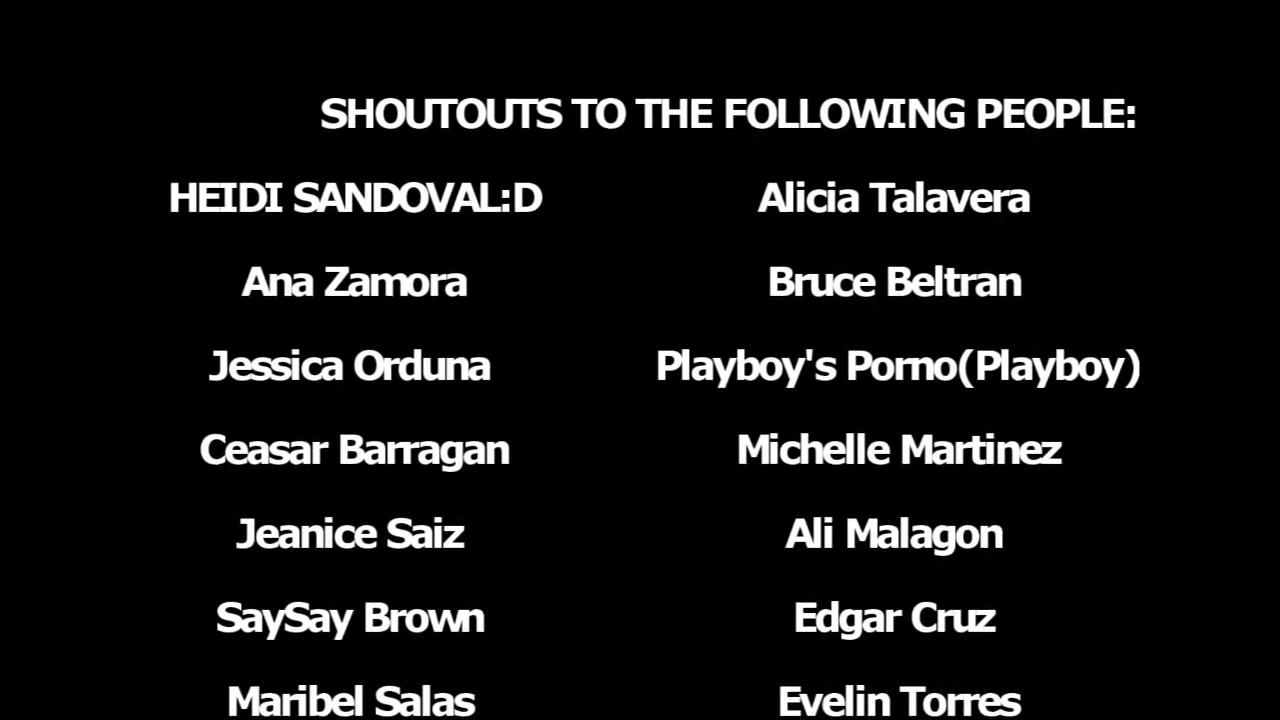 SHOUTOUTS TO THE FOLLOWING PEOPLE:
HEIDI SANDOVAL:D Alicia Talavera
Ana Zamora Bruce Beltran
Jessica Orduna Playboy's Porno(Playboy)
Ceasar Barragan Michelle Martinez
Jeanice Saiz Ali Malagon
SaySay Brown Edgar Cruz
Maribel Salas Evelin Torres